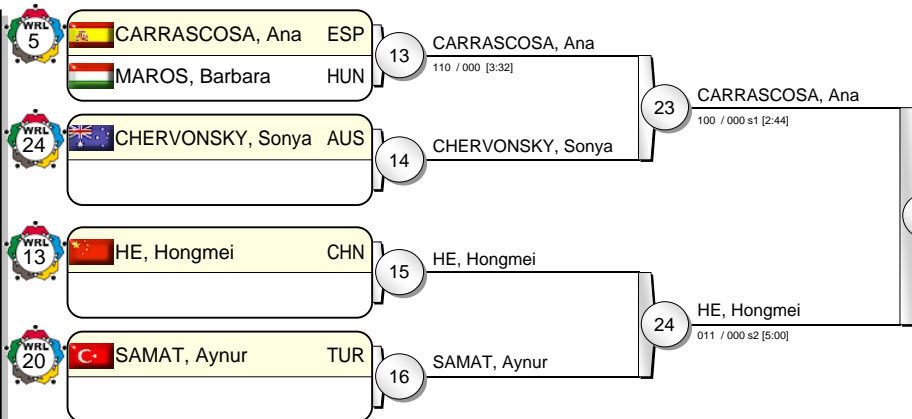 WRL
5
CARRASCOSA, Ana ESP
MAROS, Barbara HUN
13
CARRASCOSA, Ana
110 / 000 [3:32]
WRL
24
CHERVONSKY, Sonya AUS
14
CHERVONSKY, Sonya
23
CARRASCOSA, Ana
100 / 000 s1 [2:44]
WRL
13
HE, Hongmei CHN
15
HE, Hongmei
WRL
20
SAMAT, Aynur TUR
16
SAMAT, Aynur
24
HE, Hongmei
011 / 000 s2 [5:00]